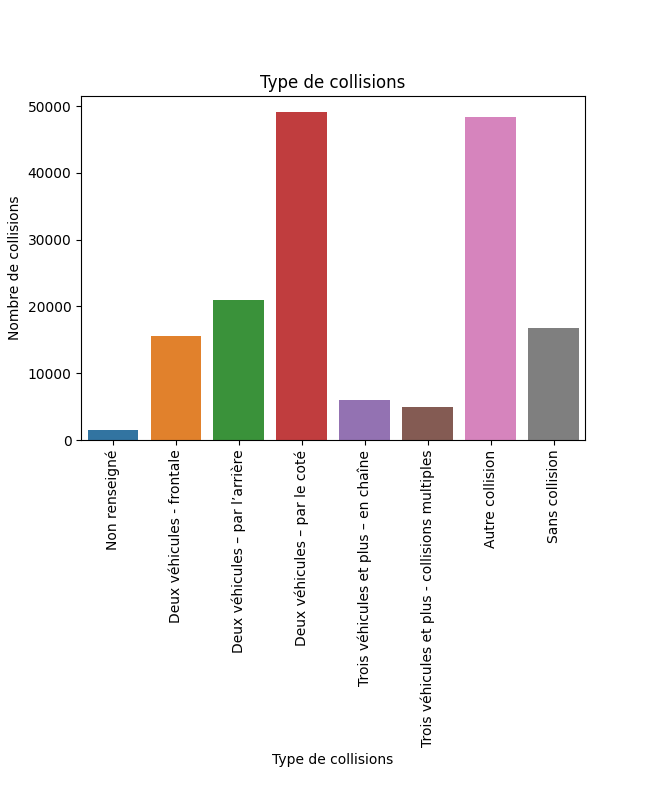 Type de collisions
Nombre de collisions
50000
40000
30000
20000
10000
0
Non renseigné
Deux véhicules - frontale
Deux véhicules – par l’arrière
Deux véhicules – par le coté
Trois véhicules et plus – en chaîne
Trois véhicules et plus - collisions multiples
Autre collision
Sans collision
Type de collisions